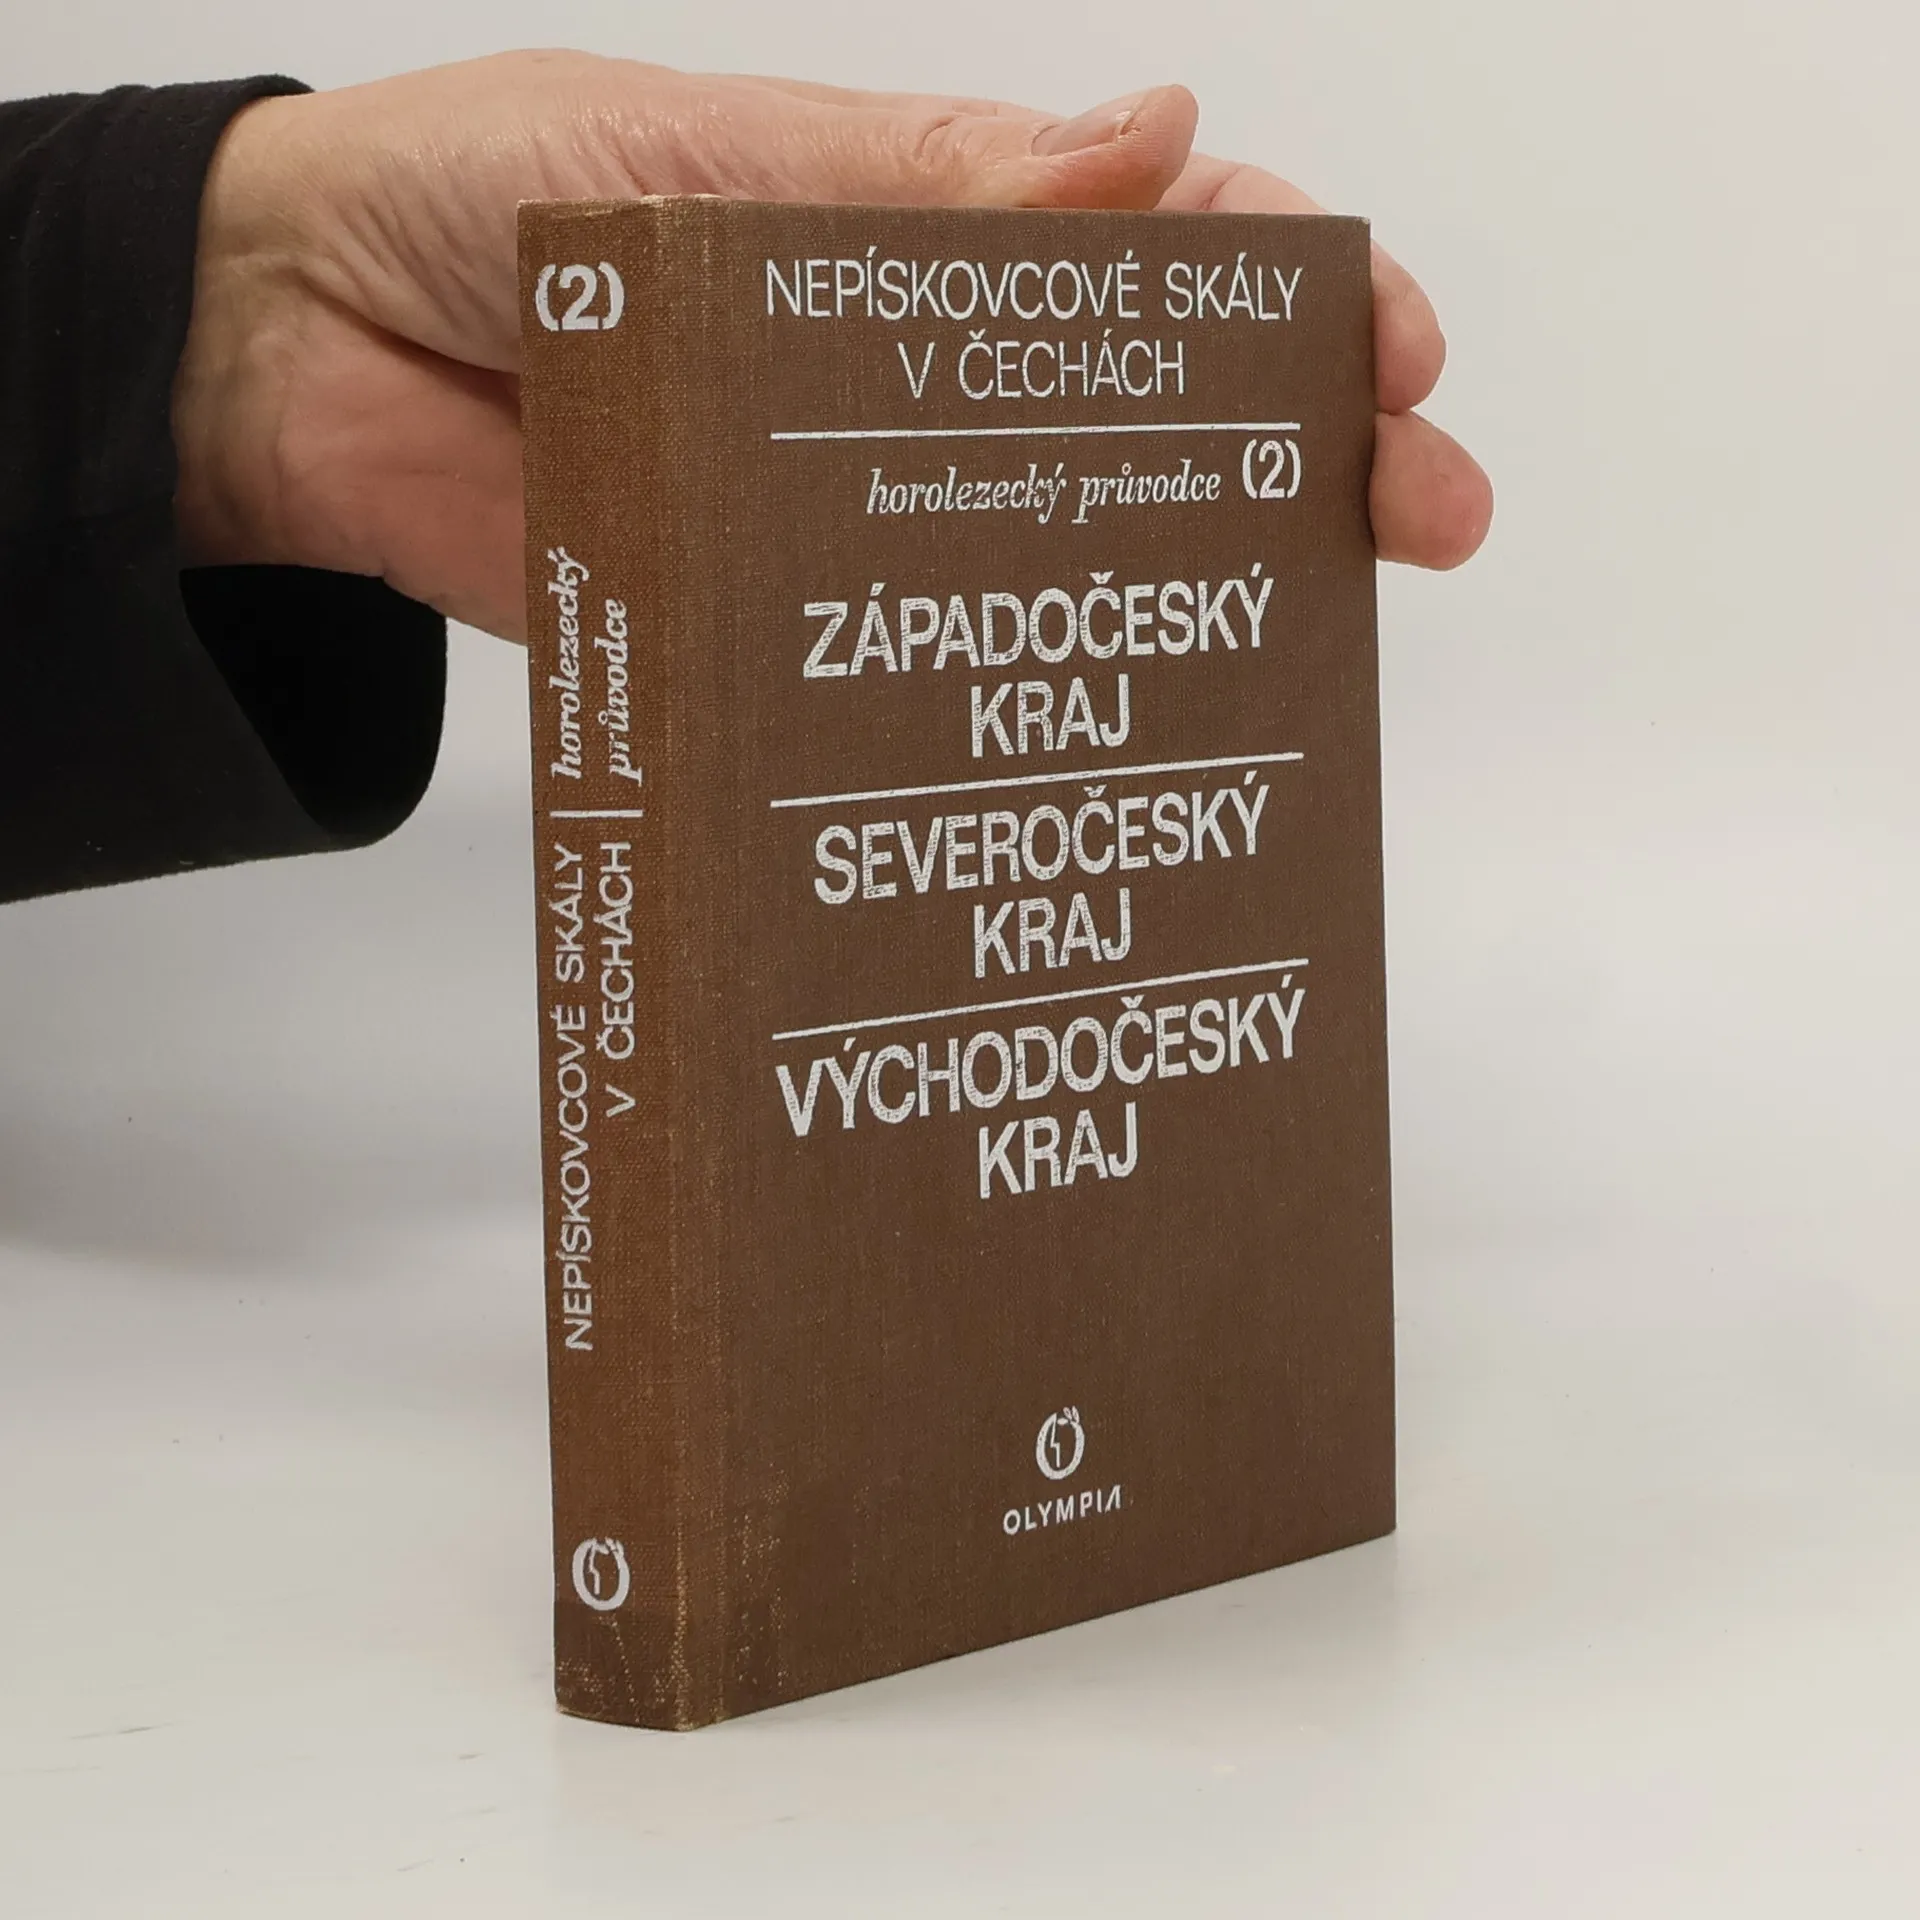 (2)
horolezecký
průvodce
NEPÍSKOVCOVÉ SKÁLY
V ČECHÁCH
NEPÍSKOVCOVÉ SKÁLY
V ČECHÁCH
horolezecký průvodce (2)
ZÁPADOČESKÝ
KRAJ
SEVEROČESKÝ
KRAJ
VÝCHODOČESKÝ
KRAJ
OLYMPIA